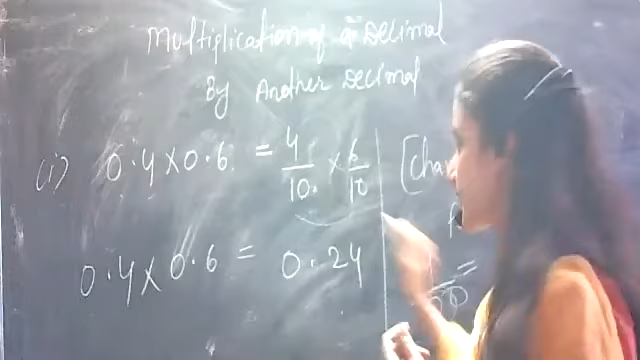 Multiplication of a Decimal
By Another Decimal
(i) 0.4 x 0.6 = 4/10 x 6/10
0.4 x 0.6 = 0.24